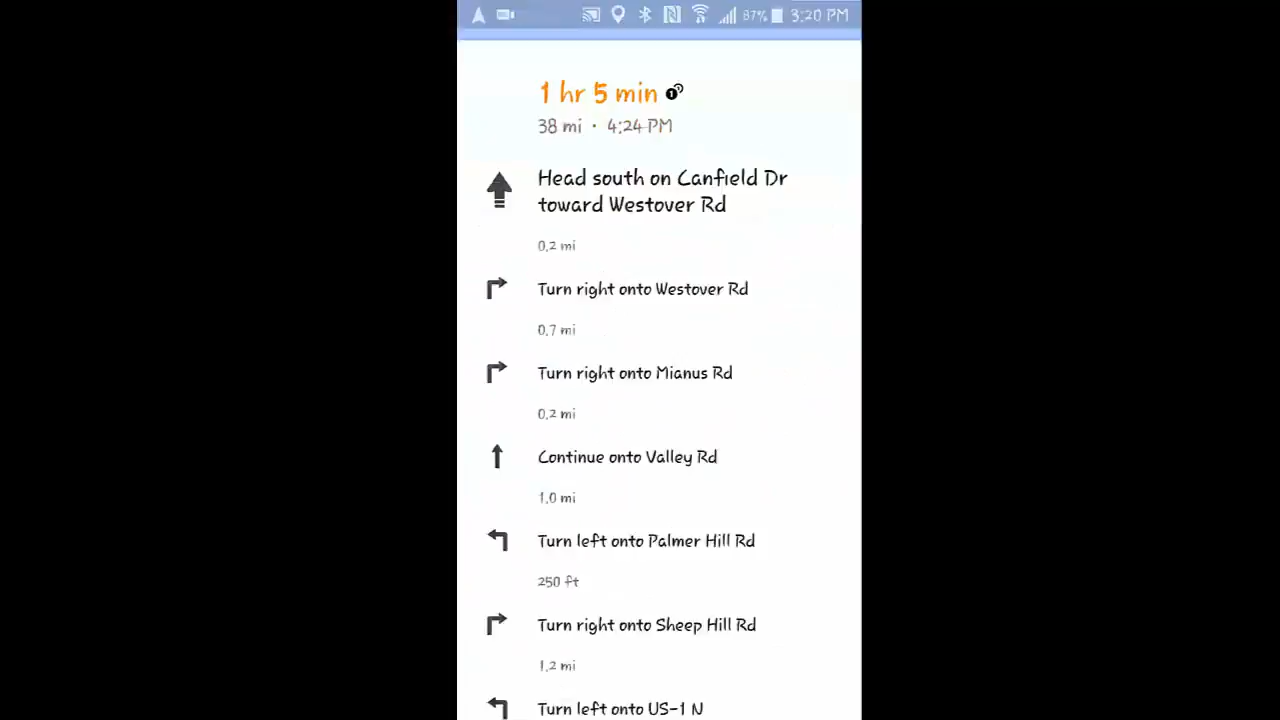 87% 3:20 PM
1 hr 5 min
38 mi · 4:24 PM
Head south on Canfield Dr
toward Westover Rd
0.2 mi
Turn right onto Westover Rd
0.7 mi
Turn right onto Mianus Rd
0.2 mi
Continue onto Valley Rd
1.0 mi
Turn left onto Palmer Hill Rd
250 ft
Turn right onto Sheep Hill Rd
1.2 mi
Turn left onto US-1 N